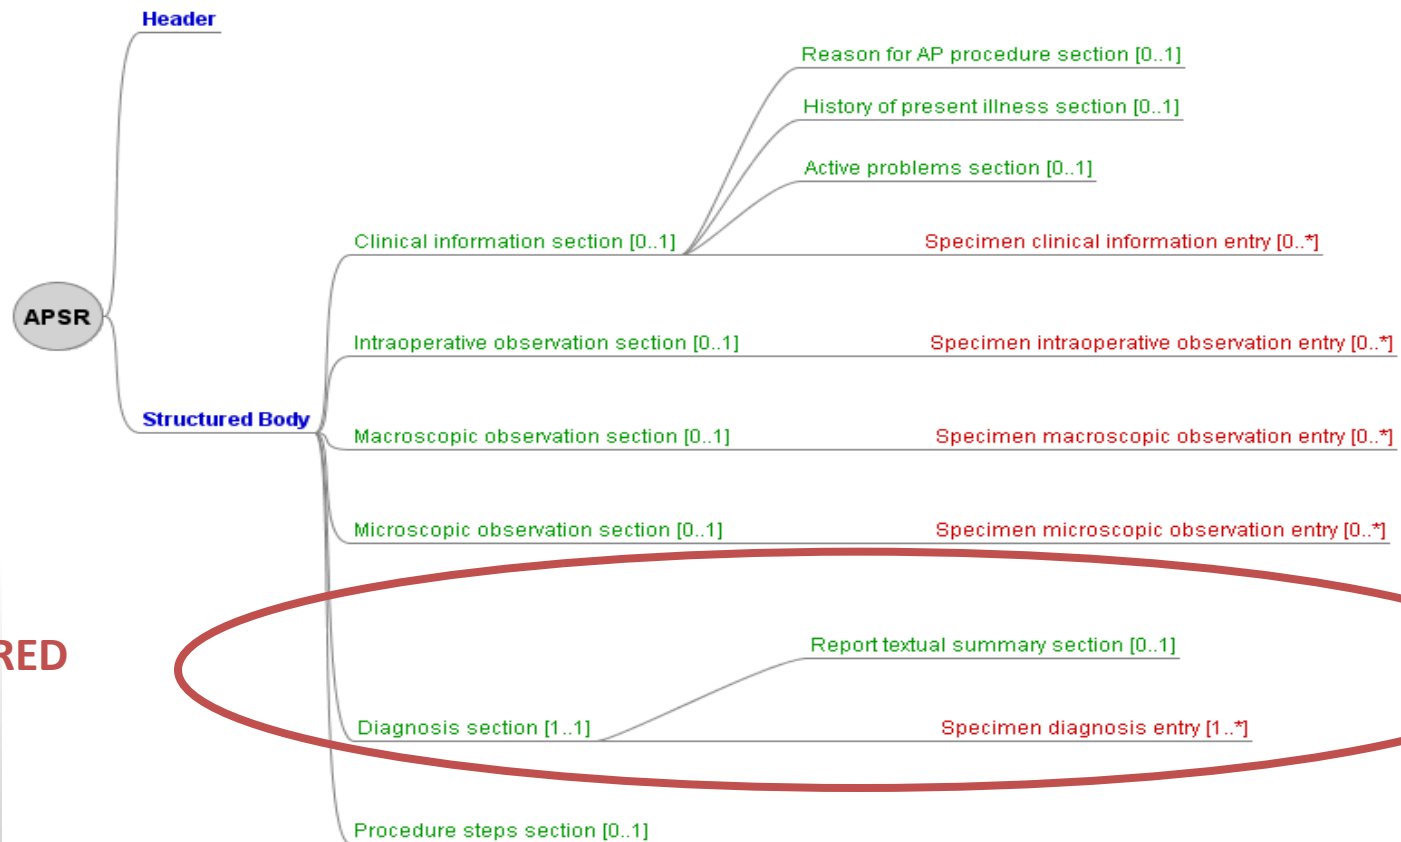 Header
Reason for AP procedure section [0..1]
History of present illness section [0..1]
Active problems section [0..1]
Clinical information section [0..1]
Specimen clinical information entry [0..*]
APSR
Intraoperative observation section [0..1]
Specimen intraoperative observation entry [0..*]
Structured Body
Macroscopic observation section [0..1]
Specimen macroscopic observation entry [0..*]
Microscopic observation section [0..1]
Specimen microscopic observation entry [0..*]
RED
Report textual summary section [0..1]
Diagnosis section [1..1]
Specimen diagnosis entry [1..*]
Procedure steps section [0..1]